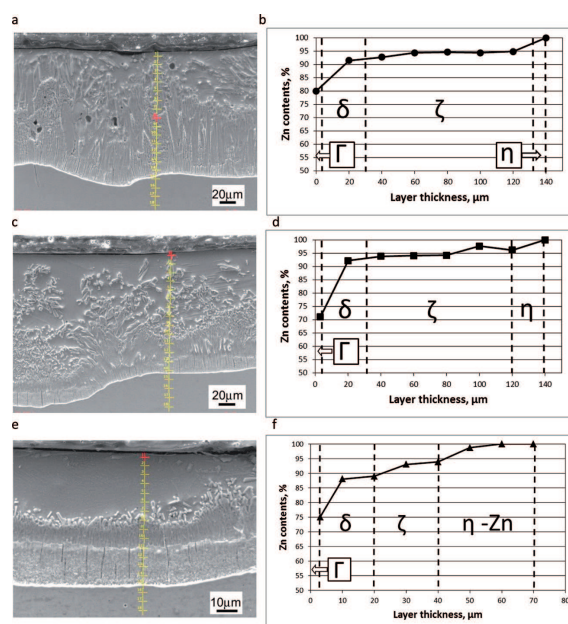 a
20µm
b
Zn contents, %
100
95
90
85
80
75
70
65
60
55
50
δ
ζ
Γ
η
0 20 40 60 80 100 120 140
Layer thickness, µm
c
20µm
d
Zn contents, %
100
95
90
85
80
75
70
65
60
55
50
δ
ζ
η
Γ
0 20 40 60 80 100 120 140
Layer thickness, µm
e
10µm
f
Zn contents, %
100
95
90
85
80
75
70
65
60
55
50
δ
ζ
η -Zn
Γ
0 10 20 30 40 50 60 70 80
Layer thickness, µm